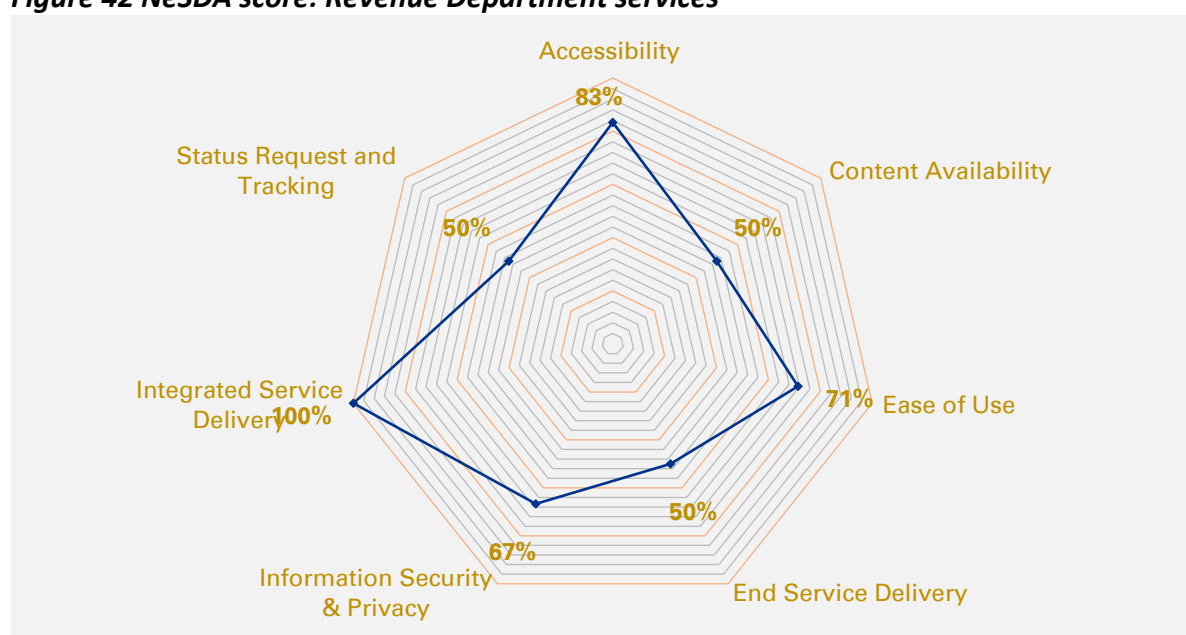 Figure 42 NeSDA score: Revenue Department services
Accessibility
83%
Status Request and
Tracking
Content Availability
50%
50%
Integrated Service
Delivery
100%
71%
Ease of Use
50%
67%
Information Security
& Privacy
End Service Delivery